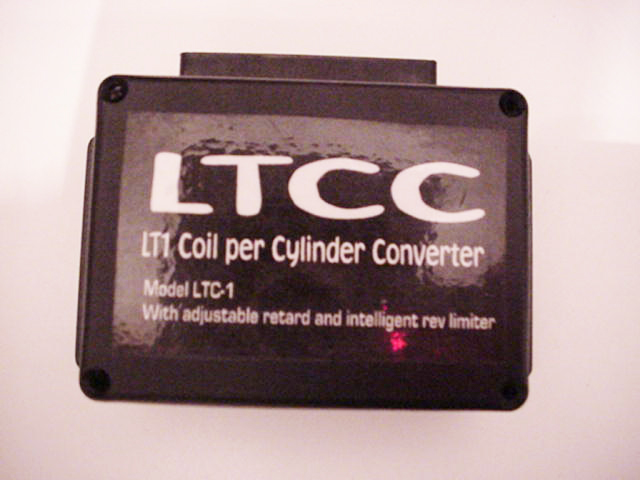 LTCC
LT1 Coil per Cylinder Converter
Model LTC-1
With adjustable retard and intelligent rev limiter